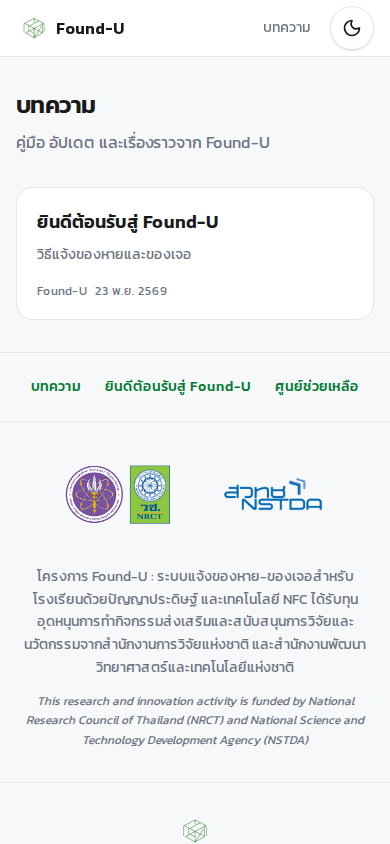 Found-U
บทความ
บทความ
คู่มือ อัปเดต และเรื่องราวจาก Found-U
ยินดีต้อนรับสู่ Found-U
วิธีแจ้งของหายและของเจอ
Found-U 23 พ.ย. 2569
บทความ ยินดีต้อนรับสู่ Found-U ศูนย์ช่วยเหลือ
วช.
NRCT
สวทช
NSTDA
โครงการ Found-U : ระบบแจ้งของหาย-ของเจอสำหรับ
โรงเรียนด้วยปัญญาประดิษฐ์ และเทคโนโลยี NFC ได้รับทุน
อุดหนุนการทำกิจกรรมส่งเสริมและสนับสนุนการวิจัยและ
นวัตกรรมจากสำนักงานการวิจัยแห่งชาติ และสำนักงานพัฒนา
วิทยาศาสตร์และเทคโนโลยีแห่งชาติ
This research and innovation activity is funded by National
Research Council of Thailand (NRCT) and National Science and
Technology Development Agency (NSTDA)